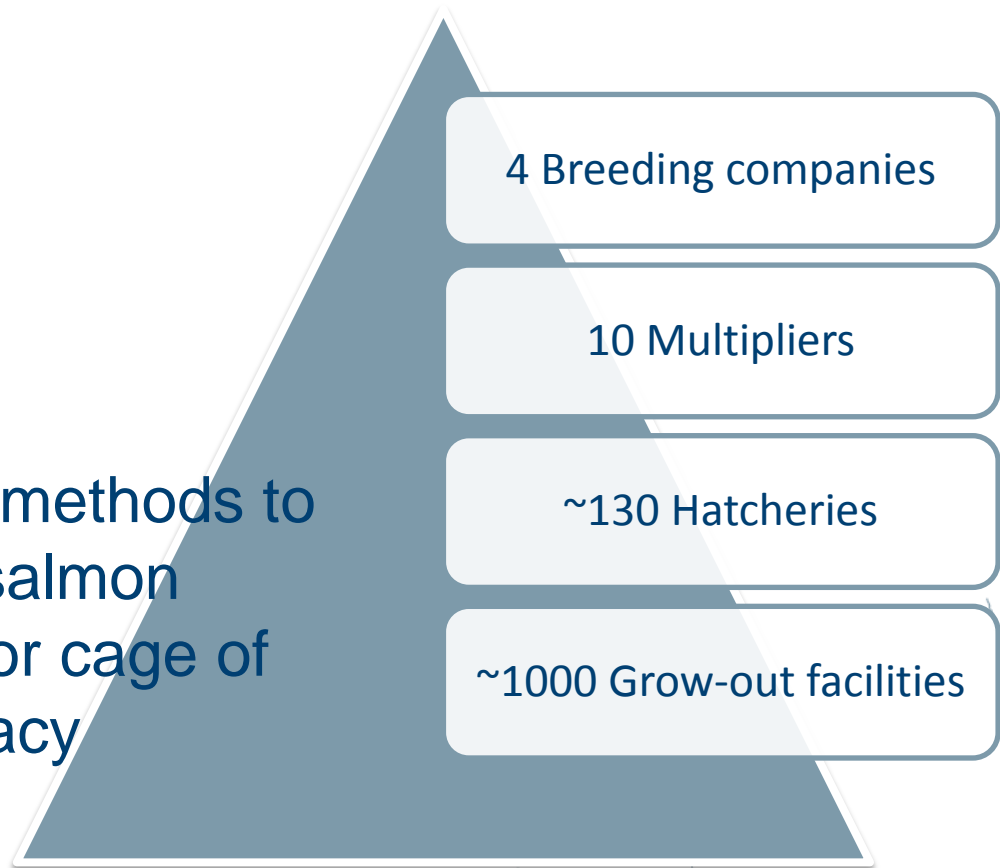 4 Breeding companies
10 Multipliers
~130 Hatcheries
~1000 Grow-out facilities
methods to
salmon
or cage of
acy